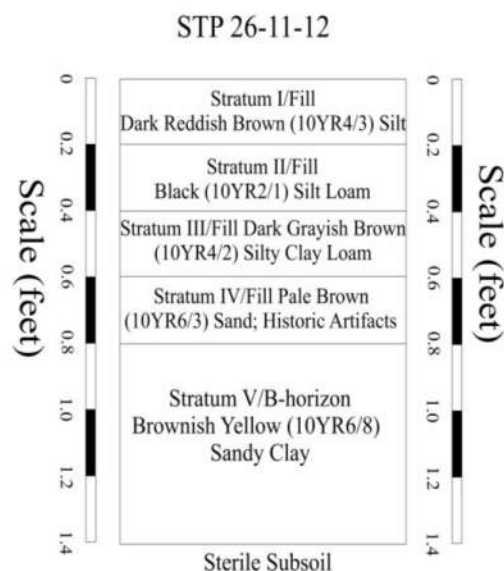 STP 26-11-12
Scale (feet)
0
0.2
0.4
0.6
0.8
1.0
1.2
1.4
Stratum I/Fill
Dark Reddish Brown (10YR4/3) Silt
Stratum II/Fill
Black (10YR2/1) Silt Loam
Stratum III/Fill Dark Grayish Brown
(10YR4/2) Silty Clay Loam
Stratum IV/Fill Pale Brown
(10YR6/3) Sand; Historic Artifacts
Stratum V/B-horizon
Brownish Yellow (10YR6/8)
Sandy Clay
Sterile Subsoil
0
0.2
0.4
0.6
0.8
1.0
1.2
1.4
Scale (feet)